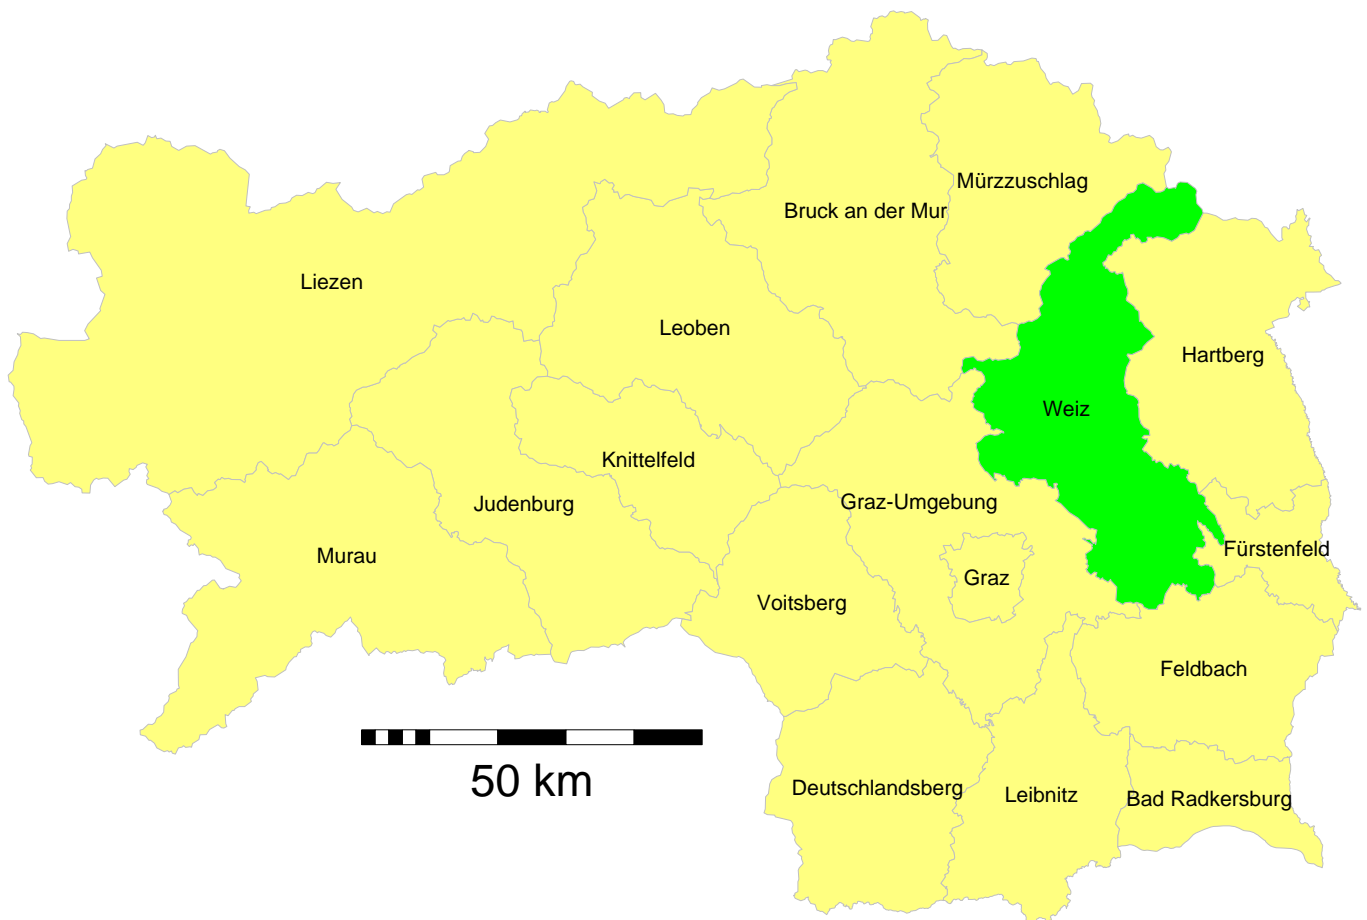 Mürzzuschlag
Bruck an der Mur
Liezen
Leoben
Hartberg
Weiz
Knittelfeld
Judenburg
Graz-Umgebung
Murau
Fürstenfeld
Graz
Voitsberg
Feldbach
50 km
Deutschlandsberg
Leibnitz
Bad Radkersburg